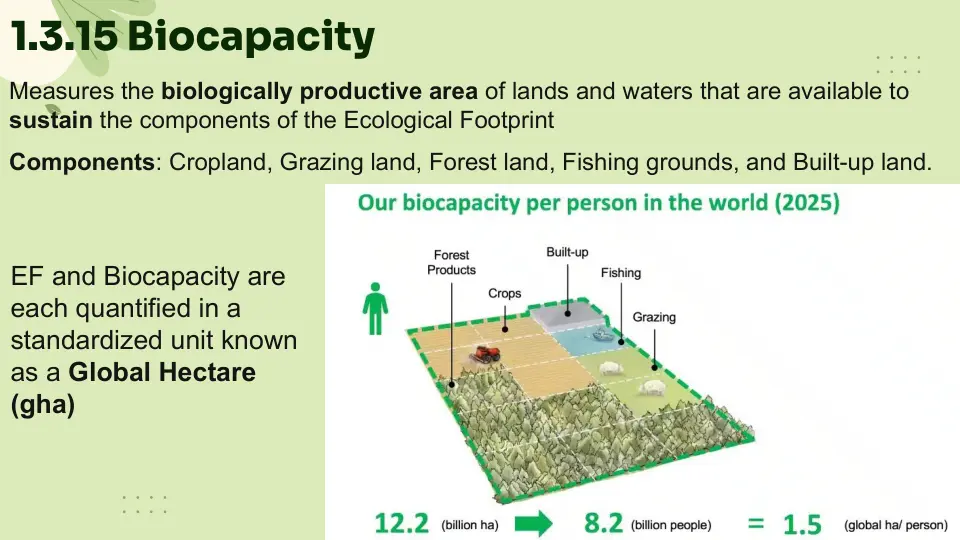 1.3.15 Biocapacity
Measures the biologically productive area of lands and waters that are available to
sustain the components of the Ecological Footprint
Components: Cropland, Grazing land, Forest land, Fishing grounds, and Built-up land.
Our biocapacity per person in the world (2025)
EF and Biocapacity are
each quantified in a
standardized unit known
as a Global Hectare
(gha)
Forest
Products
Crops
Built-up
Fishing
Grazing
12.2 (billion ha) 8.2 (billion people) = 1.5 (global ha/ person)